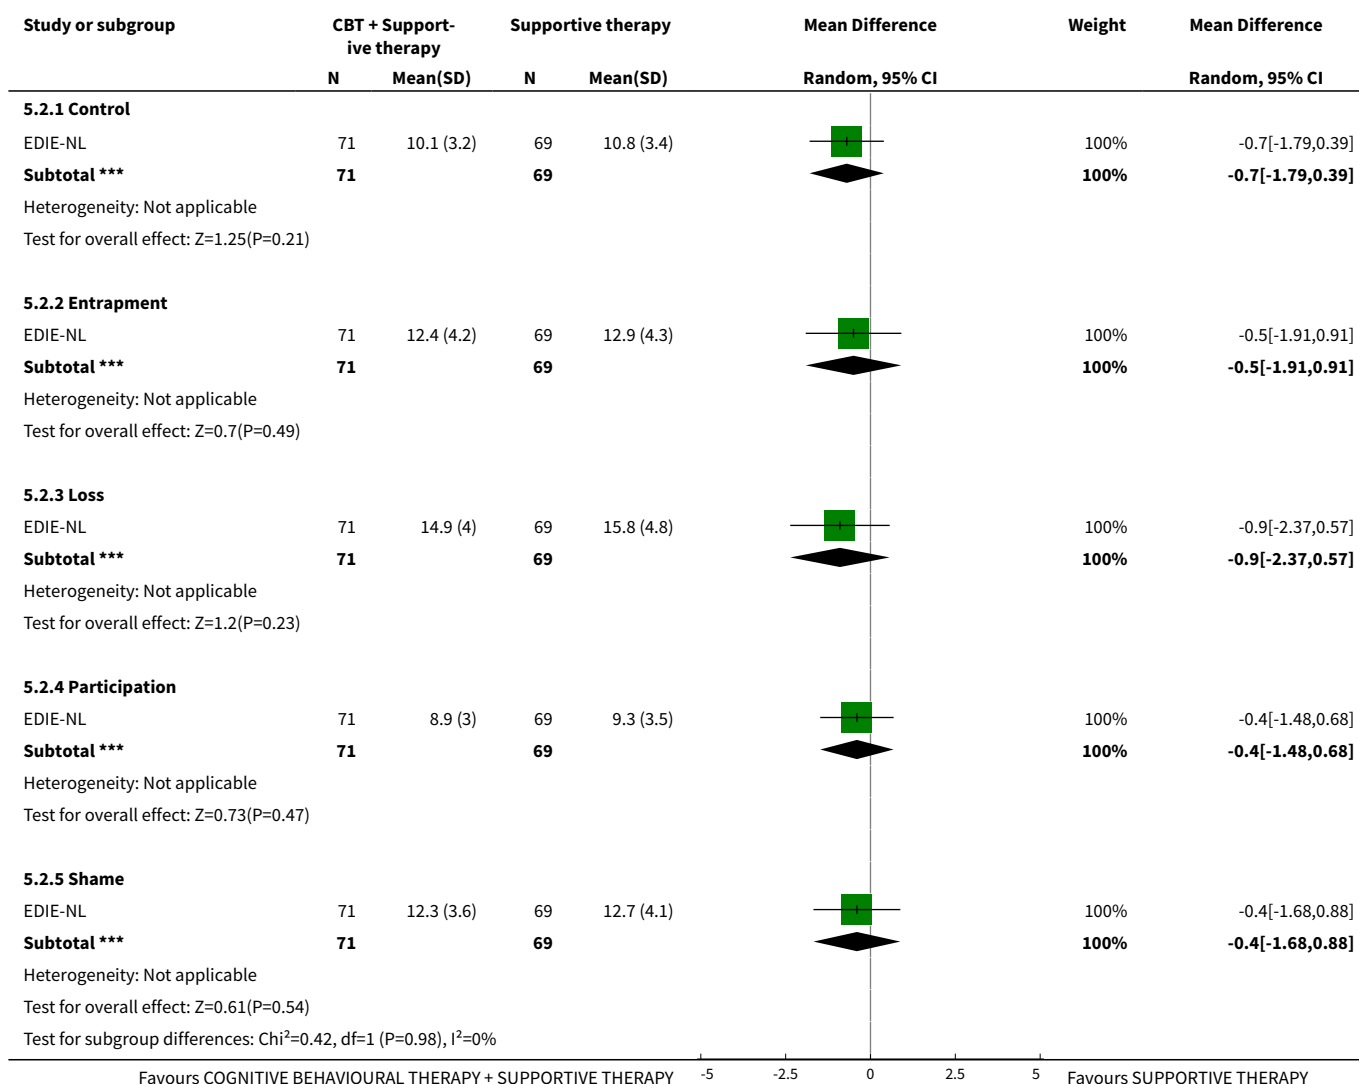 Study or subgroup CBT + Support- Supportive therapy Mean Difference Weight Mean Difference
ive therapy
N Mean(SD) N Mean(SD) Random, 95% CI Random, 95% CI
5.2.1 Control
EDIE-NL 71 10.1 (3.2) 69 10.8 (3.4) 100% -0.7[-1.79,0.39]
Subtotal *** 71 69 100% -0.7[-1.79,0.39]
Heterogeneity: Not applicable
Test for overall effect: Z=1.25(P=0.21)
5.2.2 Entrapment
EDIE-NL 71 12.4 (4.2) 69 12.9 (4.3) 100% -0.5[-1.91,0.91]
Subtotal *** 71 69 100% -0.5[-1.91,0.91]
Heterogeneity: Not applicable
Test for overall effect: Z=0.7(P=0.49)
5.2.3 Loss
EDIE-NL 71 14.9 (4) 69 15.8 (4.8) 100% -0.9[-2.37,0.57]
Subtotal *** 71 69 100% -0.9[-2.37,0.57]
Heterogeneity: Not applicable
Test for overall effect: Z=1.2(P=0.23)
5.2.4 Participation
EDIE-NL 71 8.9 (3) 69 9.3 (3.5) 100% -0.4[-1.48,0.68]
Subtotal *** 71 69 100% -0.4[-1.48,0.68]
Heterogeneity: Not applicable
Test for overall effect: Z=0.73(P=0.47)
5.2.5 Shame
EDIE-NL 71 12.3 (3.6) 69 12.7 (4.1) 100% -0.4[-1.68,0.88]
Subtotal *** 71 69 100% -0.4[-1.68,0.88]
Heterogeneity: Not applicable
Test for overall effect: Z=0.61(P=0.54)
Test for subgroup differences: Chi²=0.42, df=1 (P=0.98), I²=0%
Favours COGNITIVE BEHAVIOURAL THERAPY + SUPPORTIVE THERAPY -5 -2.5 0 2.5 5 Favours SUPPORTIVE THERAPY